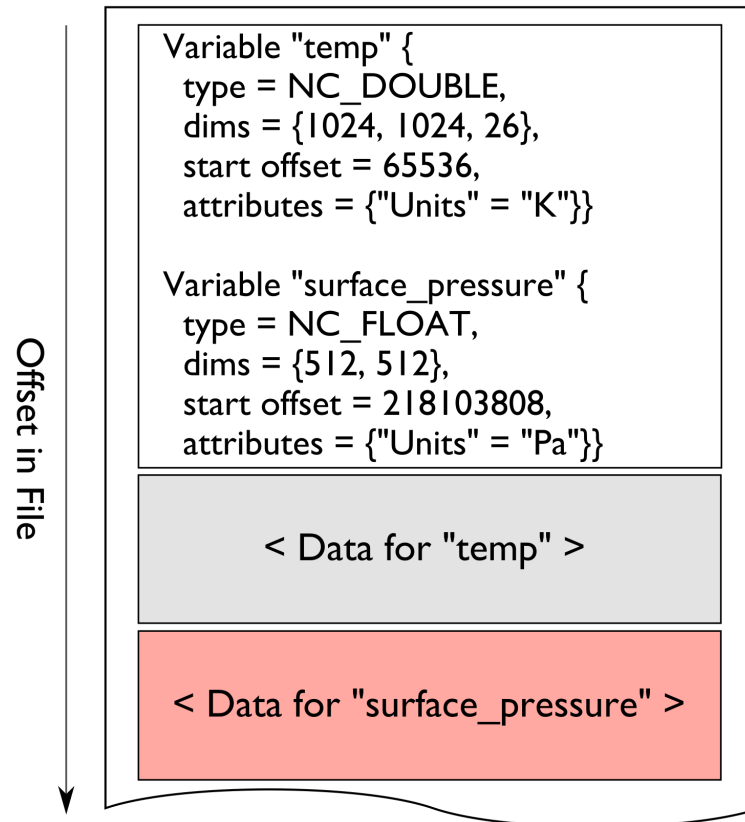 Variable "temp" {
type = NC_DOUBLE,
dims = {1024, 1024, 26},
start offset = 65536,
attributes = {"Units" = "K"}}
Variable "surface_pressure" {
type = NC_FLOAT,
dims = {512, 512},
start offset = 218103808,
attributes = {"Units" = "Pa"}}
Offset in File
< Data for "temp" >
< Data for "surface_pressure" >